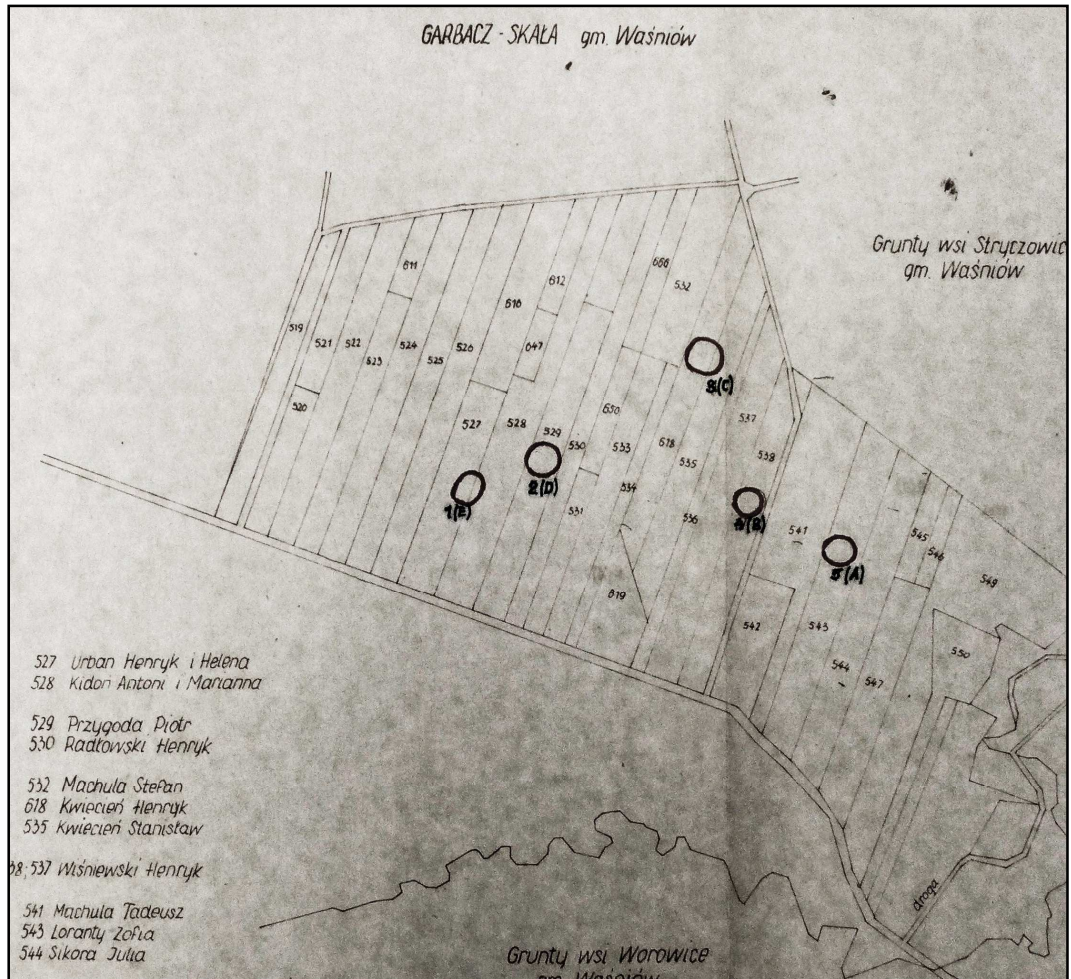 GARBACZ - SKAŁA gm. Waśniów
Grunty wsi Stryczowic
gm. Waśniów
611
612
666
532
610
519
521
522
523
524
525
526
647
520
3(C)
527
528
529
530
650
533
618
535
537
538
2(D)
1(E)
531
534
536
4(B)
541
5(A)
545
546
549
619
542
543
544
547
550
527 Urban Henryk i Helena
528 Kidoń Antoni i Marianna
529 Przygoda Piotr
530 Radłowski Henryk
532 Machula Stefan
618 Kwiecień Henryk
535 Kwiecień Stanisław
38; 537 Wiśniewski Henryk
541 Machula Tadeusz
543 Loranty Zofia
544 Sikora Julia
droga
Grunty wsi Worowice
gm. Waśniów